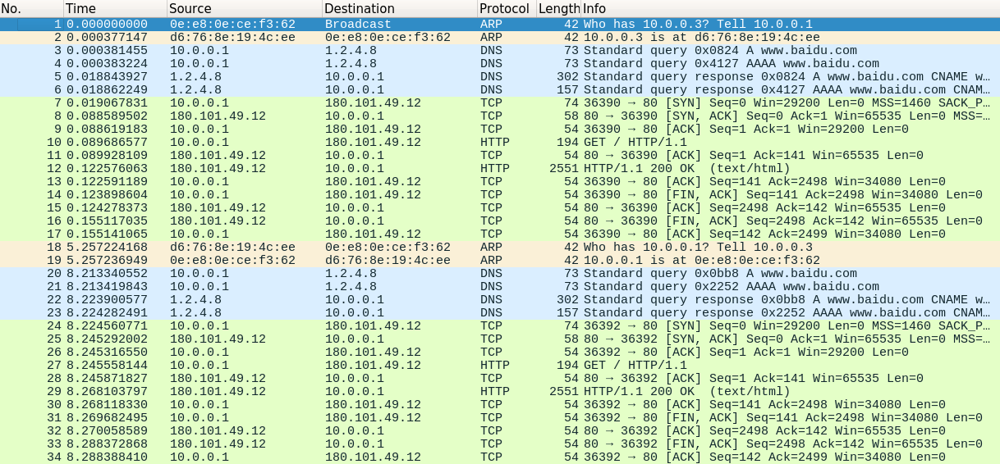 No. Time Source Destination Protocol Length Info
1 0.000000000 0e:e8:0e:ce:f3:62 Broadcast ARP 42 Who has 10.0.0.3? Tell 10.0.0.1
2 0.000377147 d6:76:8e:19:4c:ee 0e:e8:0e:ce:f3:62 ARP 42 10.0.0.3 is at d6:76:8e:19:4c:ee
3 0.000381455 10.0.0.1 1.2.4.8 DNS 73 Standard query 0x0824 A www.baidu.com
4 0.000383224 10.0.0.1 1.2.4.8 DNS 73 Standard query 0x4127 AAAA www.baidu.com
5 0.018843927 1.2.4.8 10.0.0.1 DNS 302 Standard query response 0x0824 A www.baidu.com CNAME w…
6 0.018862249 1.2.4.8 10.0.0.1 DNS 157 Standard query response 0x4127 AAAA www.baidu.com CNAM…
7 0.019067831 10.0.0.1 180.101.49.12 TCP 74 36390 → 80 [SYN] Seq=0 Win=29200 Len=0 MSS=1460 SACK_P…
8 0.088589502 180.101.49.12 10.0.0.1 TCP 58 80 → 36390 [SYN, ACK] Seq=0 Ack=1 Win=65535 Len=0 MSS=…
9 0.088619183 10.0.0.1 180.101.49.12 TCP 54 36390 → 80 [ACK] Seq=1 Ack=1 Win=29200 Len=0
10 0.089686577 10.0.0.1 180.101.49.12 HTTP 194 GET / HTTP/1.1
11 0.089928109 180.101.49.12 10.0.0.1 TCP 54 80 → 36390 [ACK] Seq=1 Ack=141 Win=65535 Len=0
12 0.122576063 180.101.49.12 10.0.0.1 HTTP 2551 HTTP/1.1 200 OK (text/html)
13 0.122591189 10.0.0.1 180.101.49.12 TCP 54 36390 → 80 [ACK] Seq=141 Ack=2498 Win=34080 Len=0
14 0.123898604 10.0.0.1 180.101.49.12 TCP 54 36390 → 80 [FIN, ACK] Seq=141 Ack=2498 Win=34080 Len=0
15 0.124278373 180.101.49.12 10.0.0.1 TCP 54 80 → 36390 [ACK] Seq=2498 Ack=142 Win=65535 Len=0
16 0.155117035 180.101.49.12 10.0.0.1 TCP 54 80 → 36390 [FIN, ACK] Seq=2498 Ack=142 Win=65535 Len=0
17 0.155141065 10.0.0.1 180.101.49.12 TCP 54 36390 → 80 [ACK] Seq=142 Ack=2499 Win=34080 Len=0
18 5.257224168 d6:76:8e:19:4c:ee 0e:e8:0e:ce:f3:62 ARP 42 Who has 10.0.0.1? Tell 10.0.0.3
19 5.257236949 0e:e8:0e:ce:f3:62 d6:76:8e:19:4c:ee ARP 42 10.0.0.1 is at 0e:e8:0e:ce:f3:62
20 8.213340552 10.0.0.1 1.2.4.8 DNS 73 Standard query 0x0bb8 A www.baidu.com
21 8.213419843 10.0.0.1 1.2.4.8 DNS 73 Standard query 0x2252 AAAA www.baidu.com
22 8.223900577 1.2.4.8 10.0.0.1 DNS 302 Standard query response 0x0bb8 A www.baidu.com CNAME w…
23 8.224282491 1.2.4.8 10.0.0.1 DNS 157 Standard query response 0x2252 AAAA www.baidu.com CNAM…
24 8.224560771 10.0.0.1 180.101.49.12 TCP 74 36392 → 80 [SYN] Seq=0 Win=29200 Len=0 MSS=1460 SACK_P…
25 8.245292002 180.101.49.12 10.0.0.1 TCP 58 80 → 36392 [SYN, ACK] Seq=0 Ack=1 Win=65535 Len=0 MSS=…
26 8.245316550 10.0.0.1 180.101.49.12 TCP 54 36392 → 80 [ACK] Seq=1 Ack=1 Win=29200 Len=0
27 8.245558144 10.0.0.1 180.101.49.12 HTTP 194 GET / HTTP/1.1
28 8.245871827 180.101.49.12 10.0.0.1 TCP 54 80 → 36392 [ACK] Seq=1 Ack=141 Win=65535 Len=0
29 8.268103797 180.101.49.12 10.0.0.1 HTTP 2551 HTTP/1.1 200 OK (text/html)
30 8.268118330 10.0.0.1 180.101.49.12 TCP 54 36392 → 80 [ACK] Seq=141 Ack=2498 Win=34080 Len=0
31 8.269682495 10.0.0.1 180.101.49.12 TCP 54 36392 → 80 [FIN, ACK] Seq=141 Ack=2498 Win=34080 Len=0
32 8.270058589 180.101.49.12 10.0.0.1 TCP 54 80 → 36392 [ACK] Seq=2498 Ack=142 Win=65535 Len=0
33 8.288372868 180.101.49.12 10.0.0.1 TCP 54 80 → 36392 [FIN, ACK] Seq=2498 Ack=142 Win=65535 Len=0
34 8.288388410 10.0.0.1 180.101.49.12 TCP 54 36392 → 80 [ACK] Seq=142 Ack=2499 Win=34080 Len=0